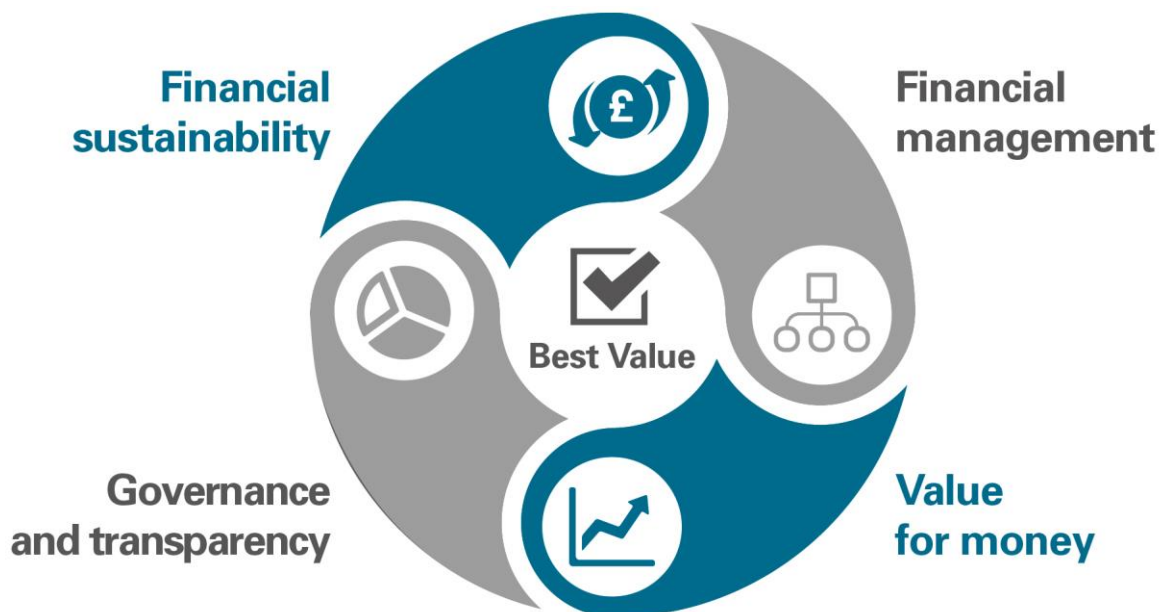 Financial
sustainability
Financial
management
£
Best Value
Governance
and transparency
Value
for money